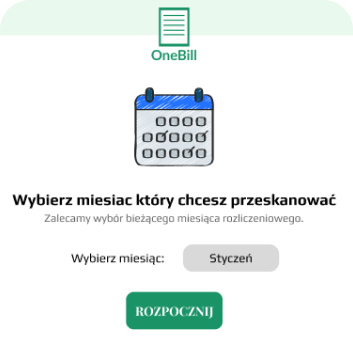 OneBill
Wybierz miesiac który chcesz przeskanować
Zalecamy wybór bieżącego miesiąca rozliczeniowego.
Wybierz miesiąc: Styczeń
ROZPOCZNIJ